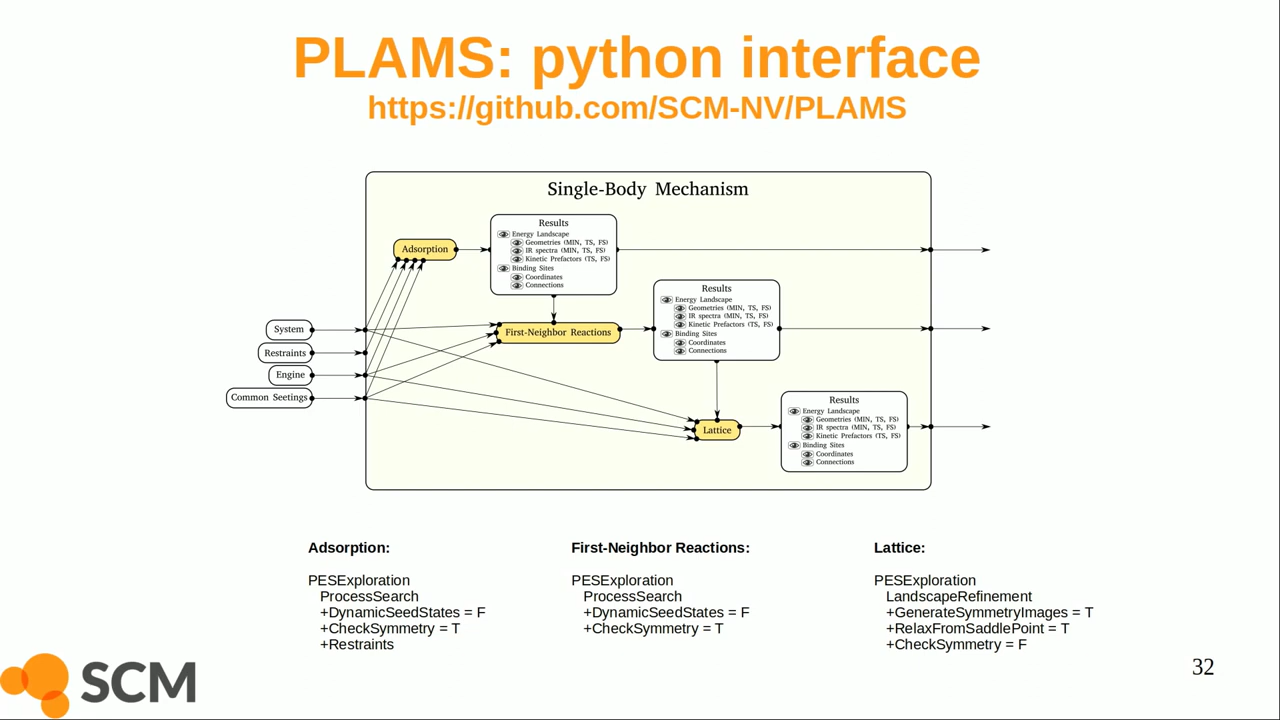 PLAMS: python interface
https://github.com/SCM-NV/PLAMS
Single-Body Mechanism
Adsorption
Results
Energy Landscape
Geometries (MIN, TS, FS)
IR spectra (MIN, TS, FS)
Kinetic Prefactors (TS, FS)
Binding Sites
Coordinates
Connections
System
Restraints
Engine
Common Seetings
First-Neighbor Reactions
Results
Energy Landscape
Geometries (MIN, TS, FS)
IR spectra (MIN, TS, FS)
Kinetic Prefactors (TS, FS)
Binding Sites
Coordinates
Connections
Lattice
Results
Energy Landscape
Geometries (MIN, TS, FS)
IR spectra (MIN, TS, FS)
Kinetic Prefactors (TS, FS)
Binding Sites
Coordinates
Connections
Adsorption:
PESExploration
ProcessSearch
+DynamicSeedStates = F
+CheckSymmetry = T
+Restraints
First-Neighbor Reactions:
PESExploration
ProcessSearch
+DynamicSeedStates = F
+CheckSymmetry = T
Lattice:
PESExploration
LandscapeRefinement
+GenerateSymmetryImages = T
+RelaxFromSaddlePoint = T
+CheckSymmetry = F
SCM
32